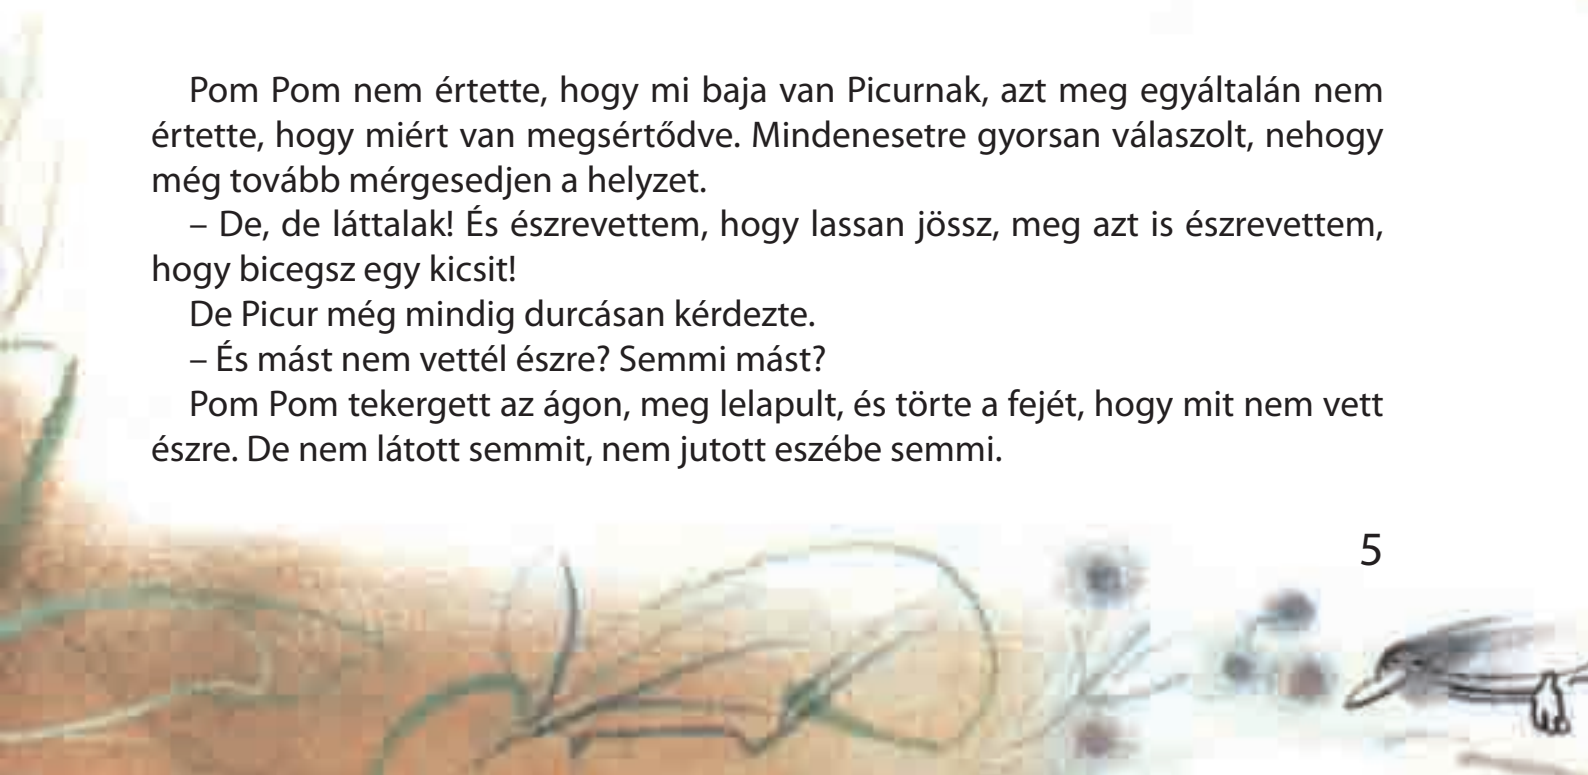 Pom Pom nem értette, hogy mi baja van Picurnak, azt meg egyáltalán nem
értette, hogy miért van megsértődve. Mindenesetre gyorsan válaszolt, nehogy
még tovább mérgesedjen a helyzet.
– De, de láttalak! És észrevettem, hogy lassan jössz, meg azt is észrevettem,
hogy bicegsz egy kicsit!
De Picur még mindig durcásan kérdezte.
– És mást nem vettél észre? Semmi mást?
Pom Pom tekergett az ágon, meg lelapult, és törte a fejét, hogy mit nem vett
észre. De nem látott semmit, nem jutott eszébe semmi.
5